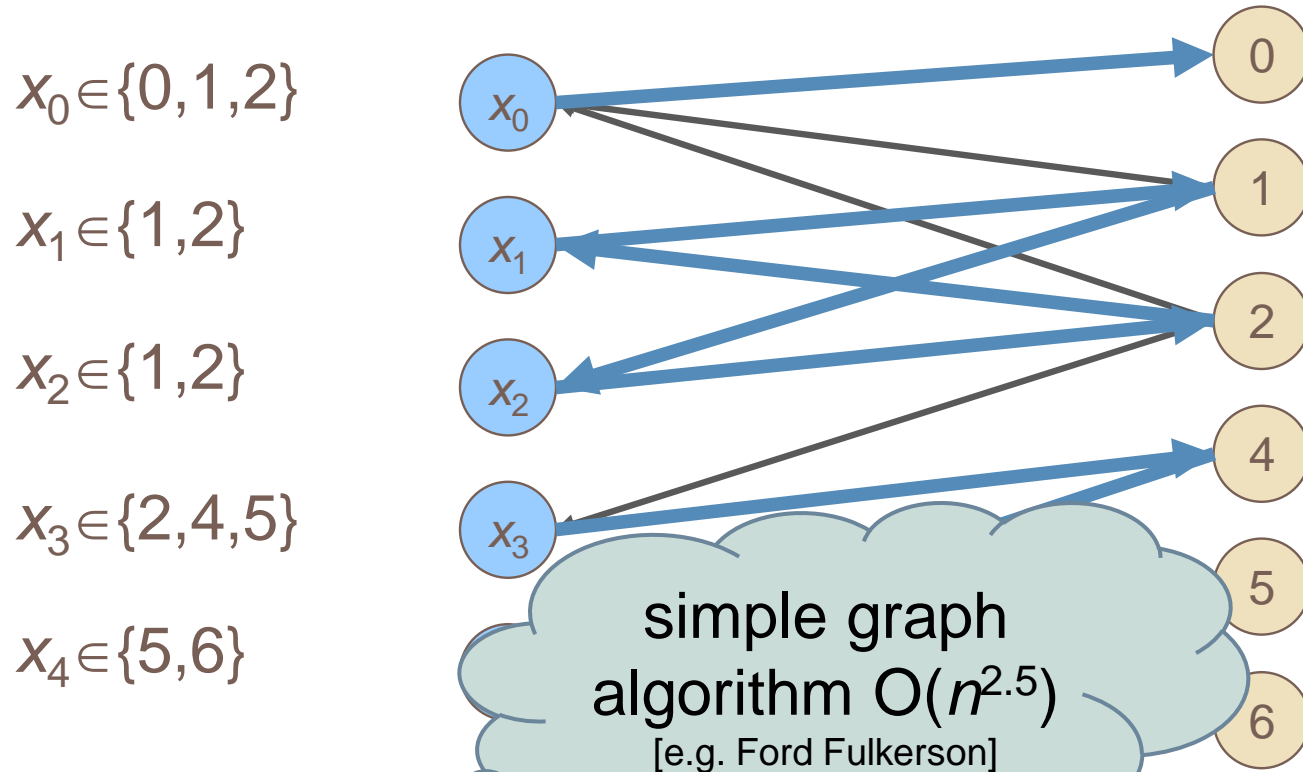 x₀∈{0,1,2}
x₁∈{1,2}
x₂∈{1,2}
x₃∈{2,4,5}
x₄∈{5,6}
x₀
x₁
x₂
x₃
0
1
2
4
5
6
simple graph
algorithm O(n²·⁵)
[e.g. Ford Fulkerson]